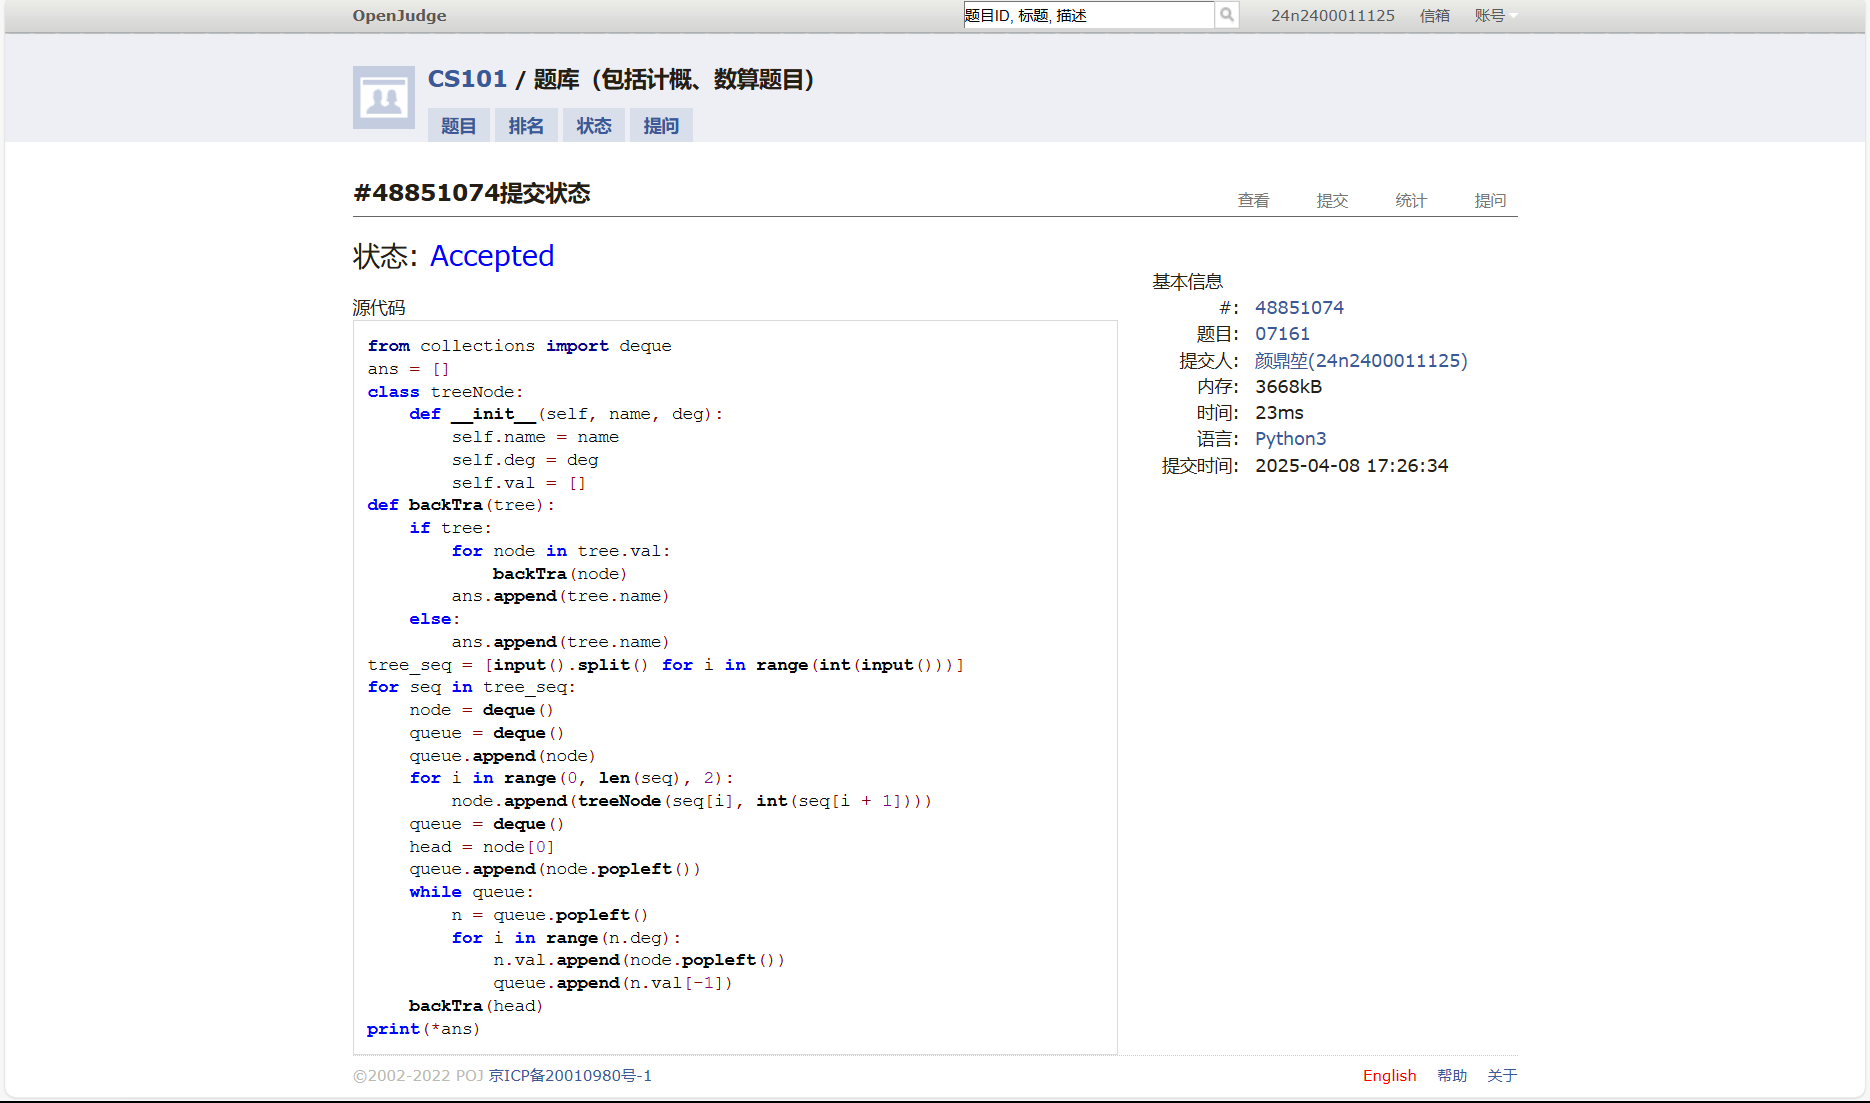 OpenJudge
题目ID, 标题, 描述
24n2400011125 信箱 账号
CS101 / 题库（包括计概、数算题目）
题目 排名 状态 提问
#48851074提交状态
查看 提交 统计 提问
状态: Accepted
源代码
from collections import deque
ans = []
class treeNode:
    def __init__(self, name, deg):
        self.name = name
        self.deg = deg
        self.val = []
def backTra(tree):
    if tree:
        for node in tree.val:
            backTra(node)
        ans.append(tree.name)
    else:
        ans.append(tree.name)
tree_seq = [input().split() for i in range(int(input()))]
for seq in tree_seq:
    node = deque()
    queue = deque()
    queue.append(node)
    for i in range(0, len(seq), 2):
        node.append(treeNode(seq[i], int(seq[i + 1])))
    queue = deque()
    head = node[0]
    queue.append(node.popleft())
    while queue:
        n = queue.popleft()
        for i in range(n.deg):
            n.val.append(node.popleft())
            queue.append(n.val[-1])
    backTra(head)
print(*ans)
基本信息
#: 48851074
题目: 07161
提交人: 颜鼎堃(24n2400011125)
内存: 3668kB
时间: 23ms
语言: Python3
提交时间: 2025-04-08 17:26:34
©2002-2022 POJ 京ICP备20010980号-1
English 帮助 关于